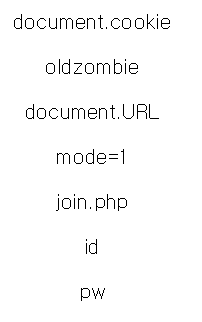 document.cookie
oldzombie
document.URL
mode=1
join.php
id
pw